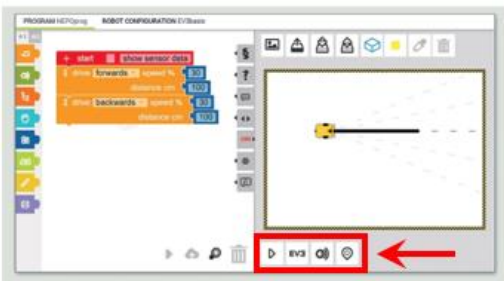 PROGRAM NEPOprog ROBOT CONFIGURATION EV3basic
+ start show sensor data
drive forwards speed % 30
distance cm 100
drive backwards speed % 30
distance cm 100
EV3